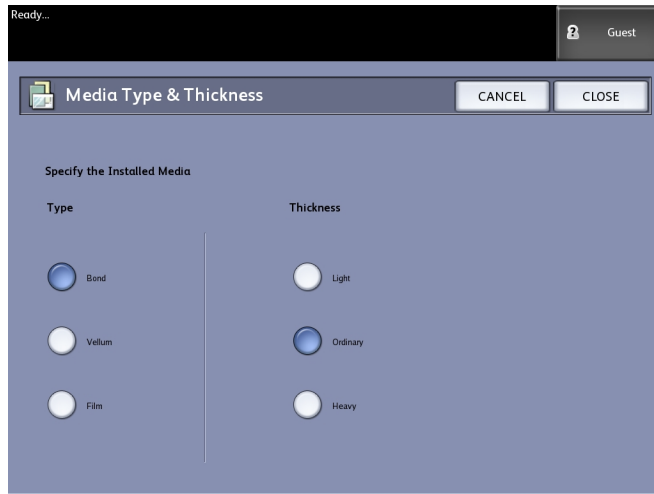 Ready...
Guest
Media Type & Thickness
CANCEL
CLOSE
Specify the Installed Media
Type
Thickness
Bond
Light
Vellum
Ordinary
Film
Heavy